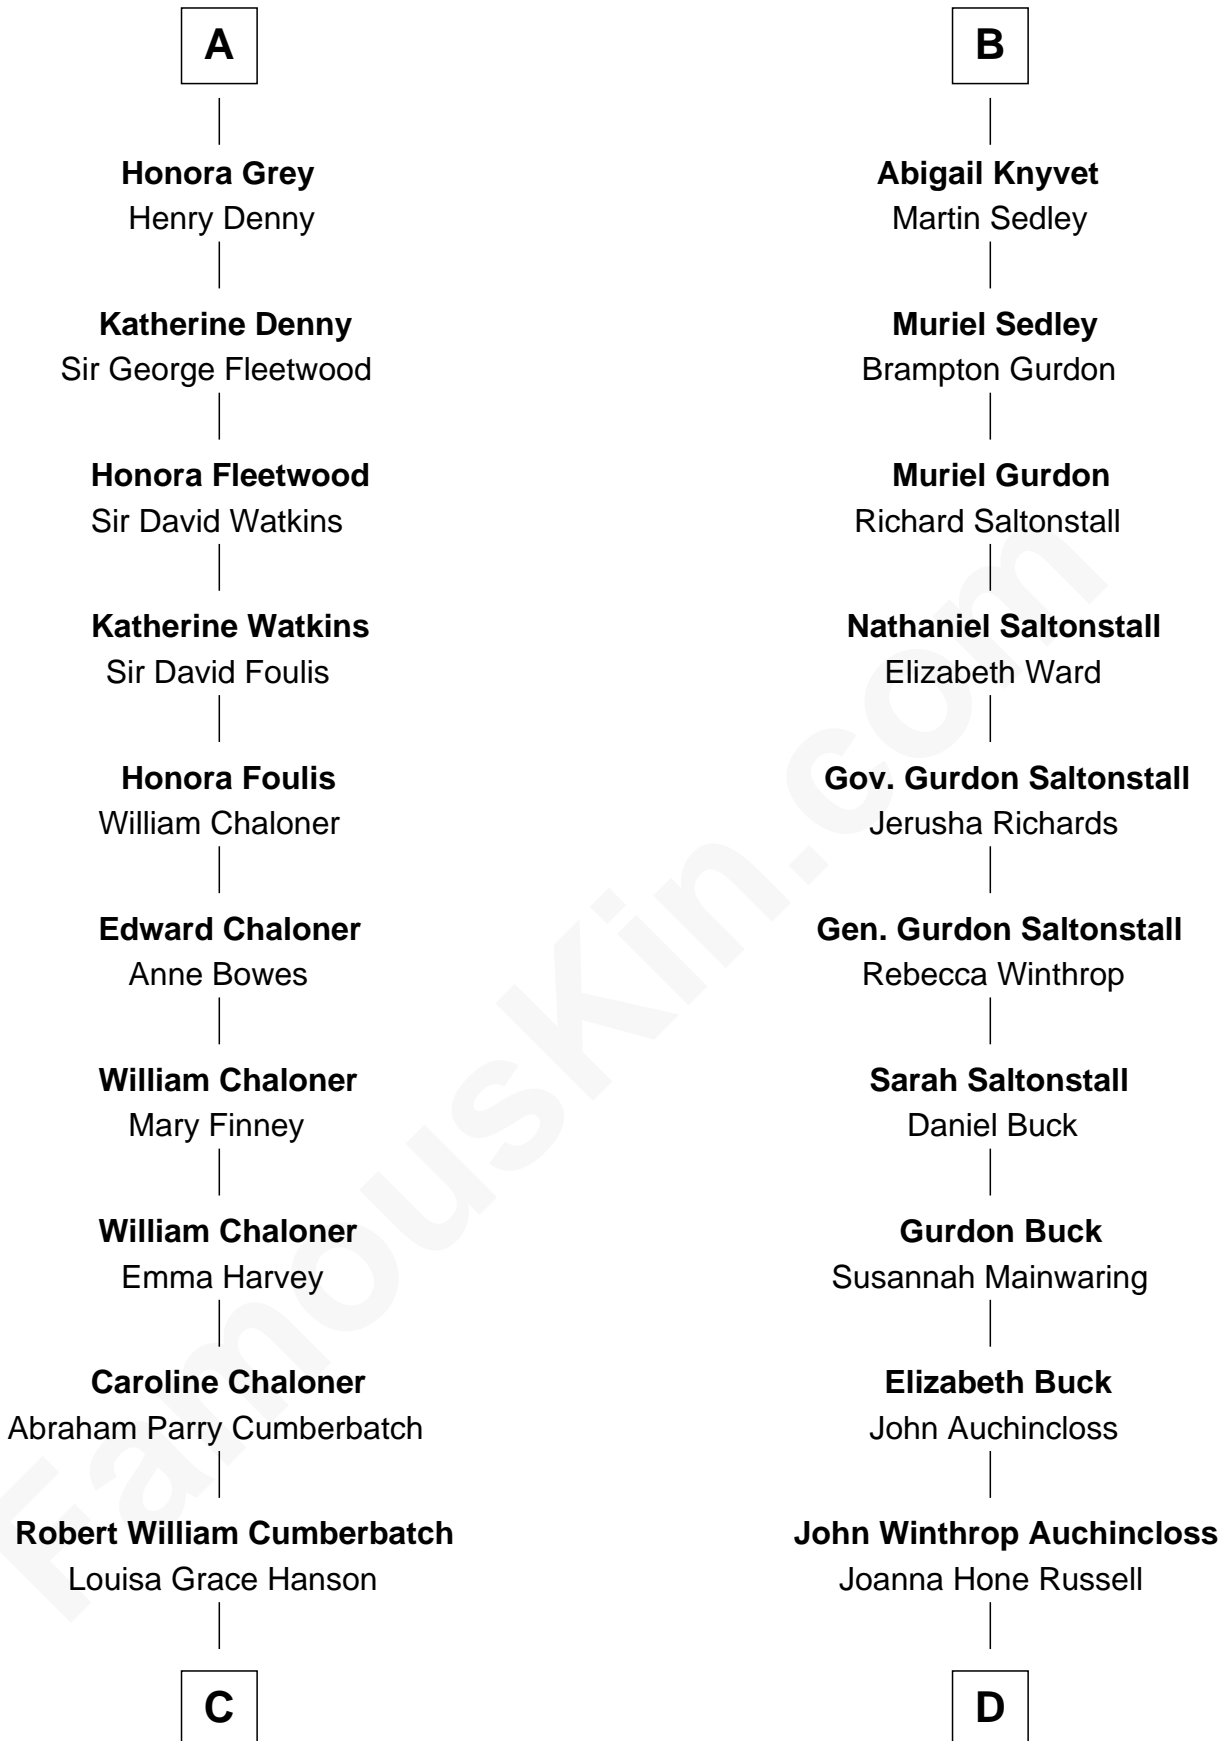 A
Honora Grey
Henry Denny
Katherine Denny
Sir George Fleetwood
Honora Fleetwood
Sir David Watkins
Katherine Watkins
Sir David Foulis
Honora Foulis
William Chaloner
Edward Chaloner
Anne Bowes
William Chaloner
Mary Finney
William Chaloner
Emma Harvey
Caroline Chaloner
Abraham Parry Cumberbatch
Robert William Cumberbatch
Louisa Grace Hanson
C
B
Abigail Knyvet
Martin Sedley
Muriel Sedley
Brampton Gurdon
Muriel Gurdon
Richard Saltonstall
Nathaniel Saltonstall
Elizabeth Ward
Gov. Gurdon Saltonstall
Jerusha Richards
Gen. Gurdon Saltonstall
Rebecca Winthrop
Sarah Saltonstall
Daniel Buck
Gurdon Buck
Susannah Mainwaring
Elizabeth Buck
John Auchincloss
John Winthrop Auchincloss
Joanna Hone Russell
D
FamousKin.com